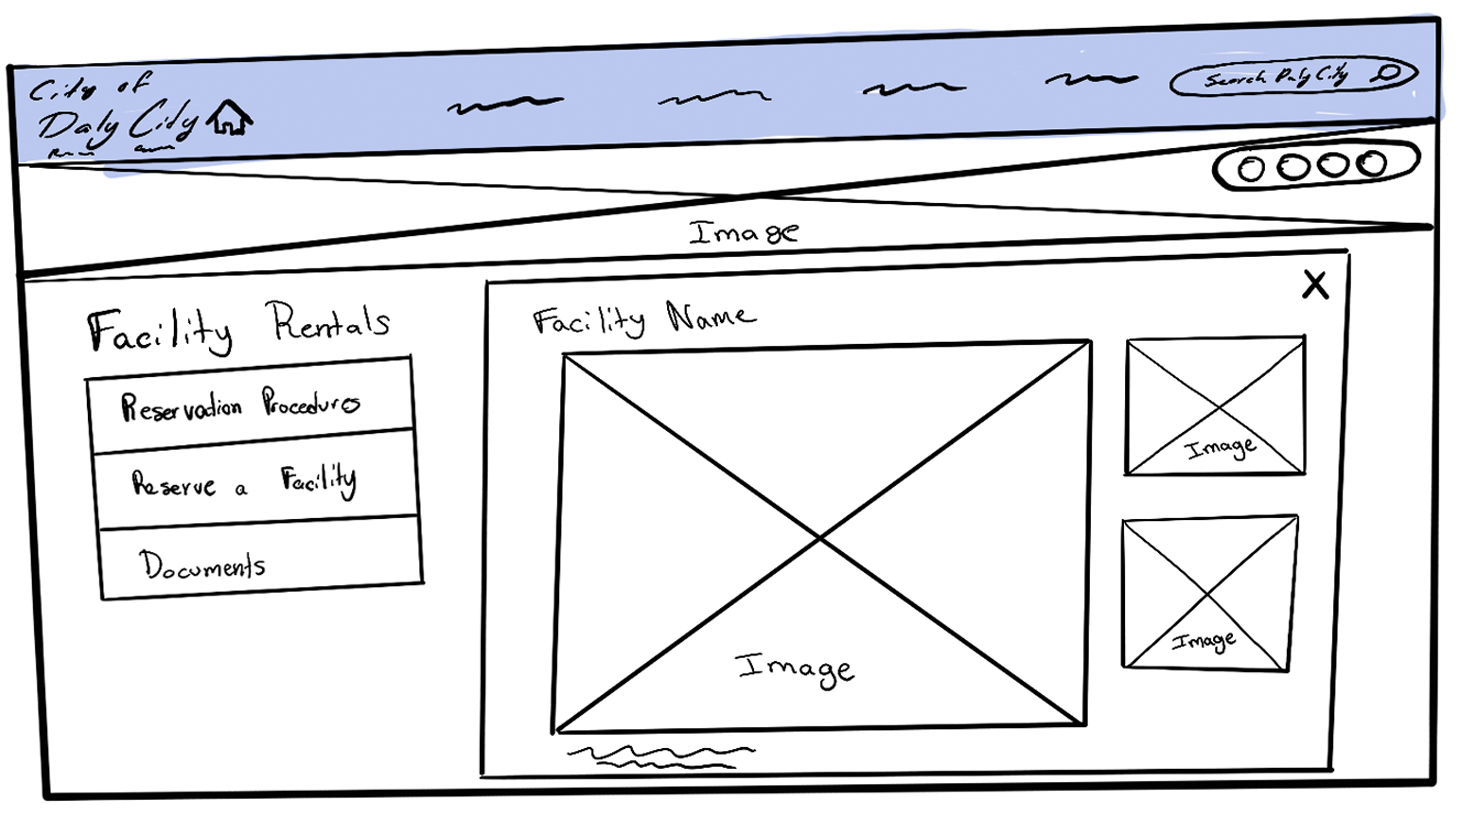 City of
Daly City
Search Daly City
Image
Facility Rentals
Reservation Procedures
Reserve a Facility
Documents
Facility Name
X
Image
Image
Image